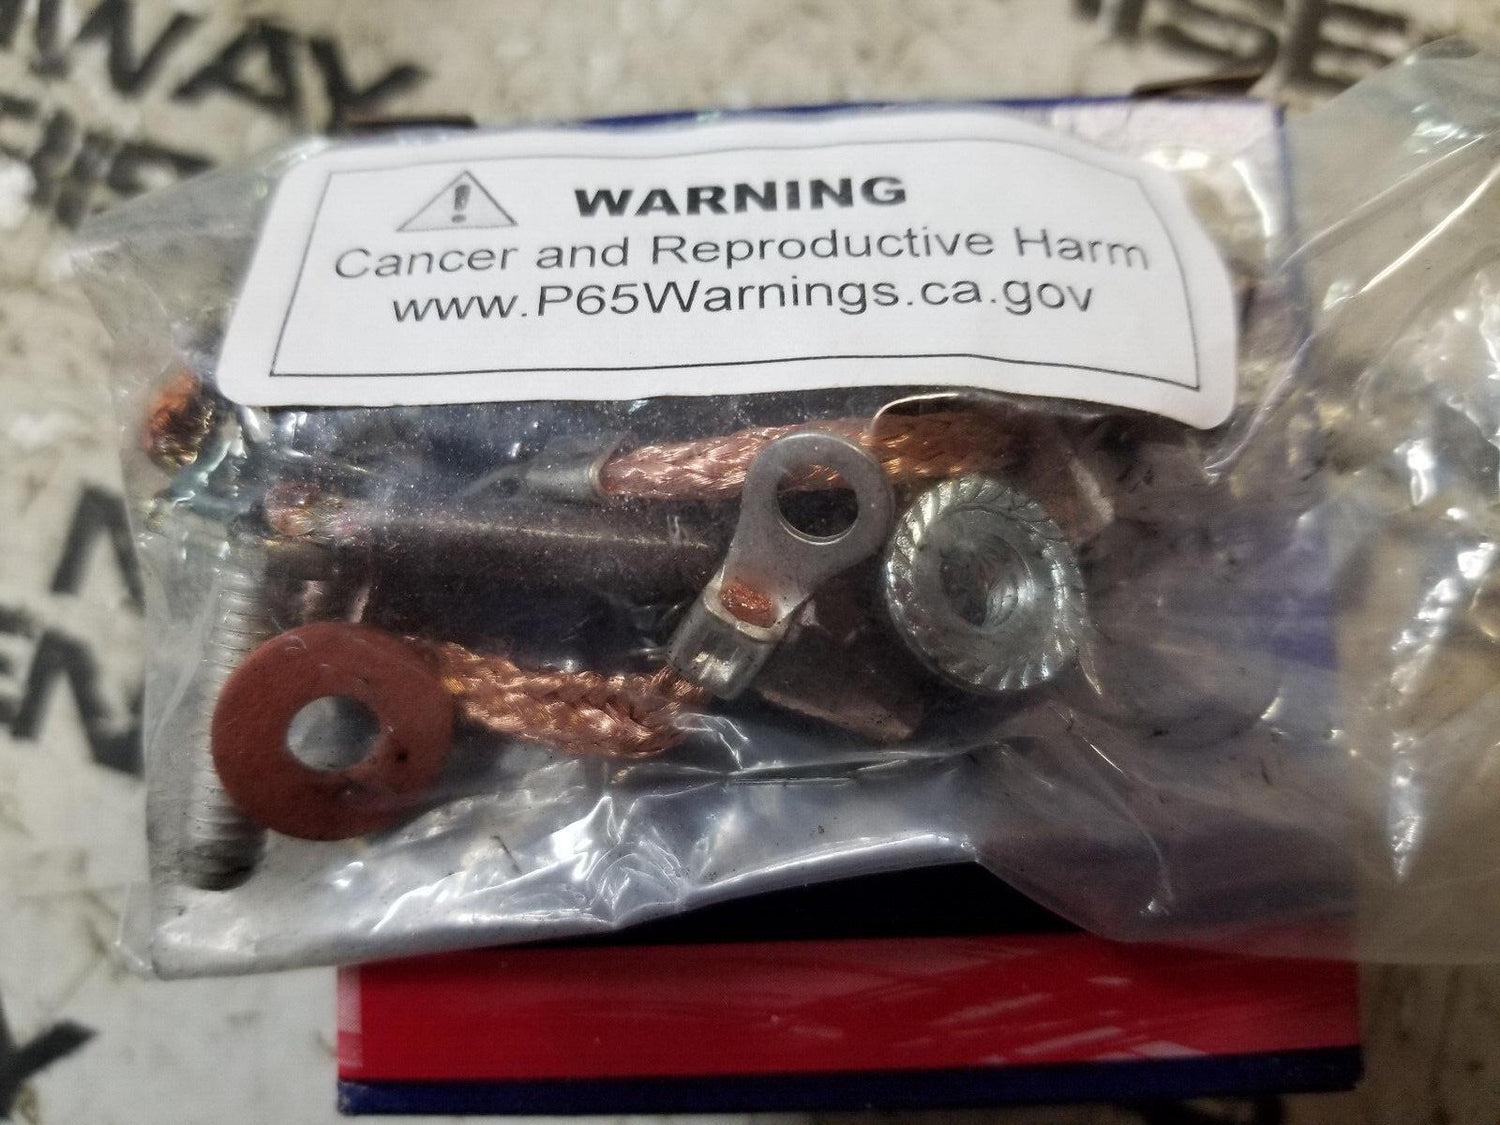 WARNING
Cancer and Reproductive Harm
www.P65Warnings.ca.gov